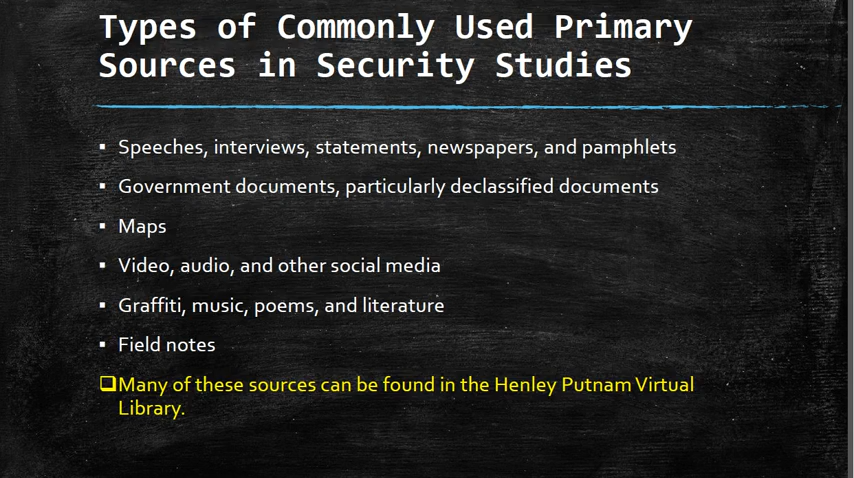 Types of Commonly Used Primary
Sources in Security Studies
▪ Speeches, interviews, statements, newspapers, and pamphlets
▪ Government documents, particularly declassified documents
▪ Maps
▪ Video, audio, and other social media
▪ Graffiti, music, poems, and literature
▪ Field notes
❑Many of these sources can be found in the Henley Putnam Virtual
Library.